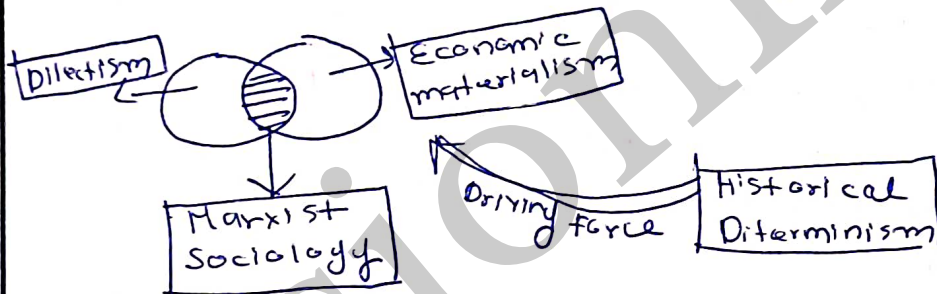 Dilectism
Economic
materialism
Marxist
Sociology
Driving force
Historical
Diterminism